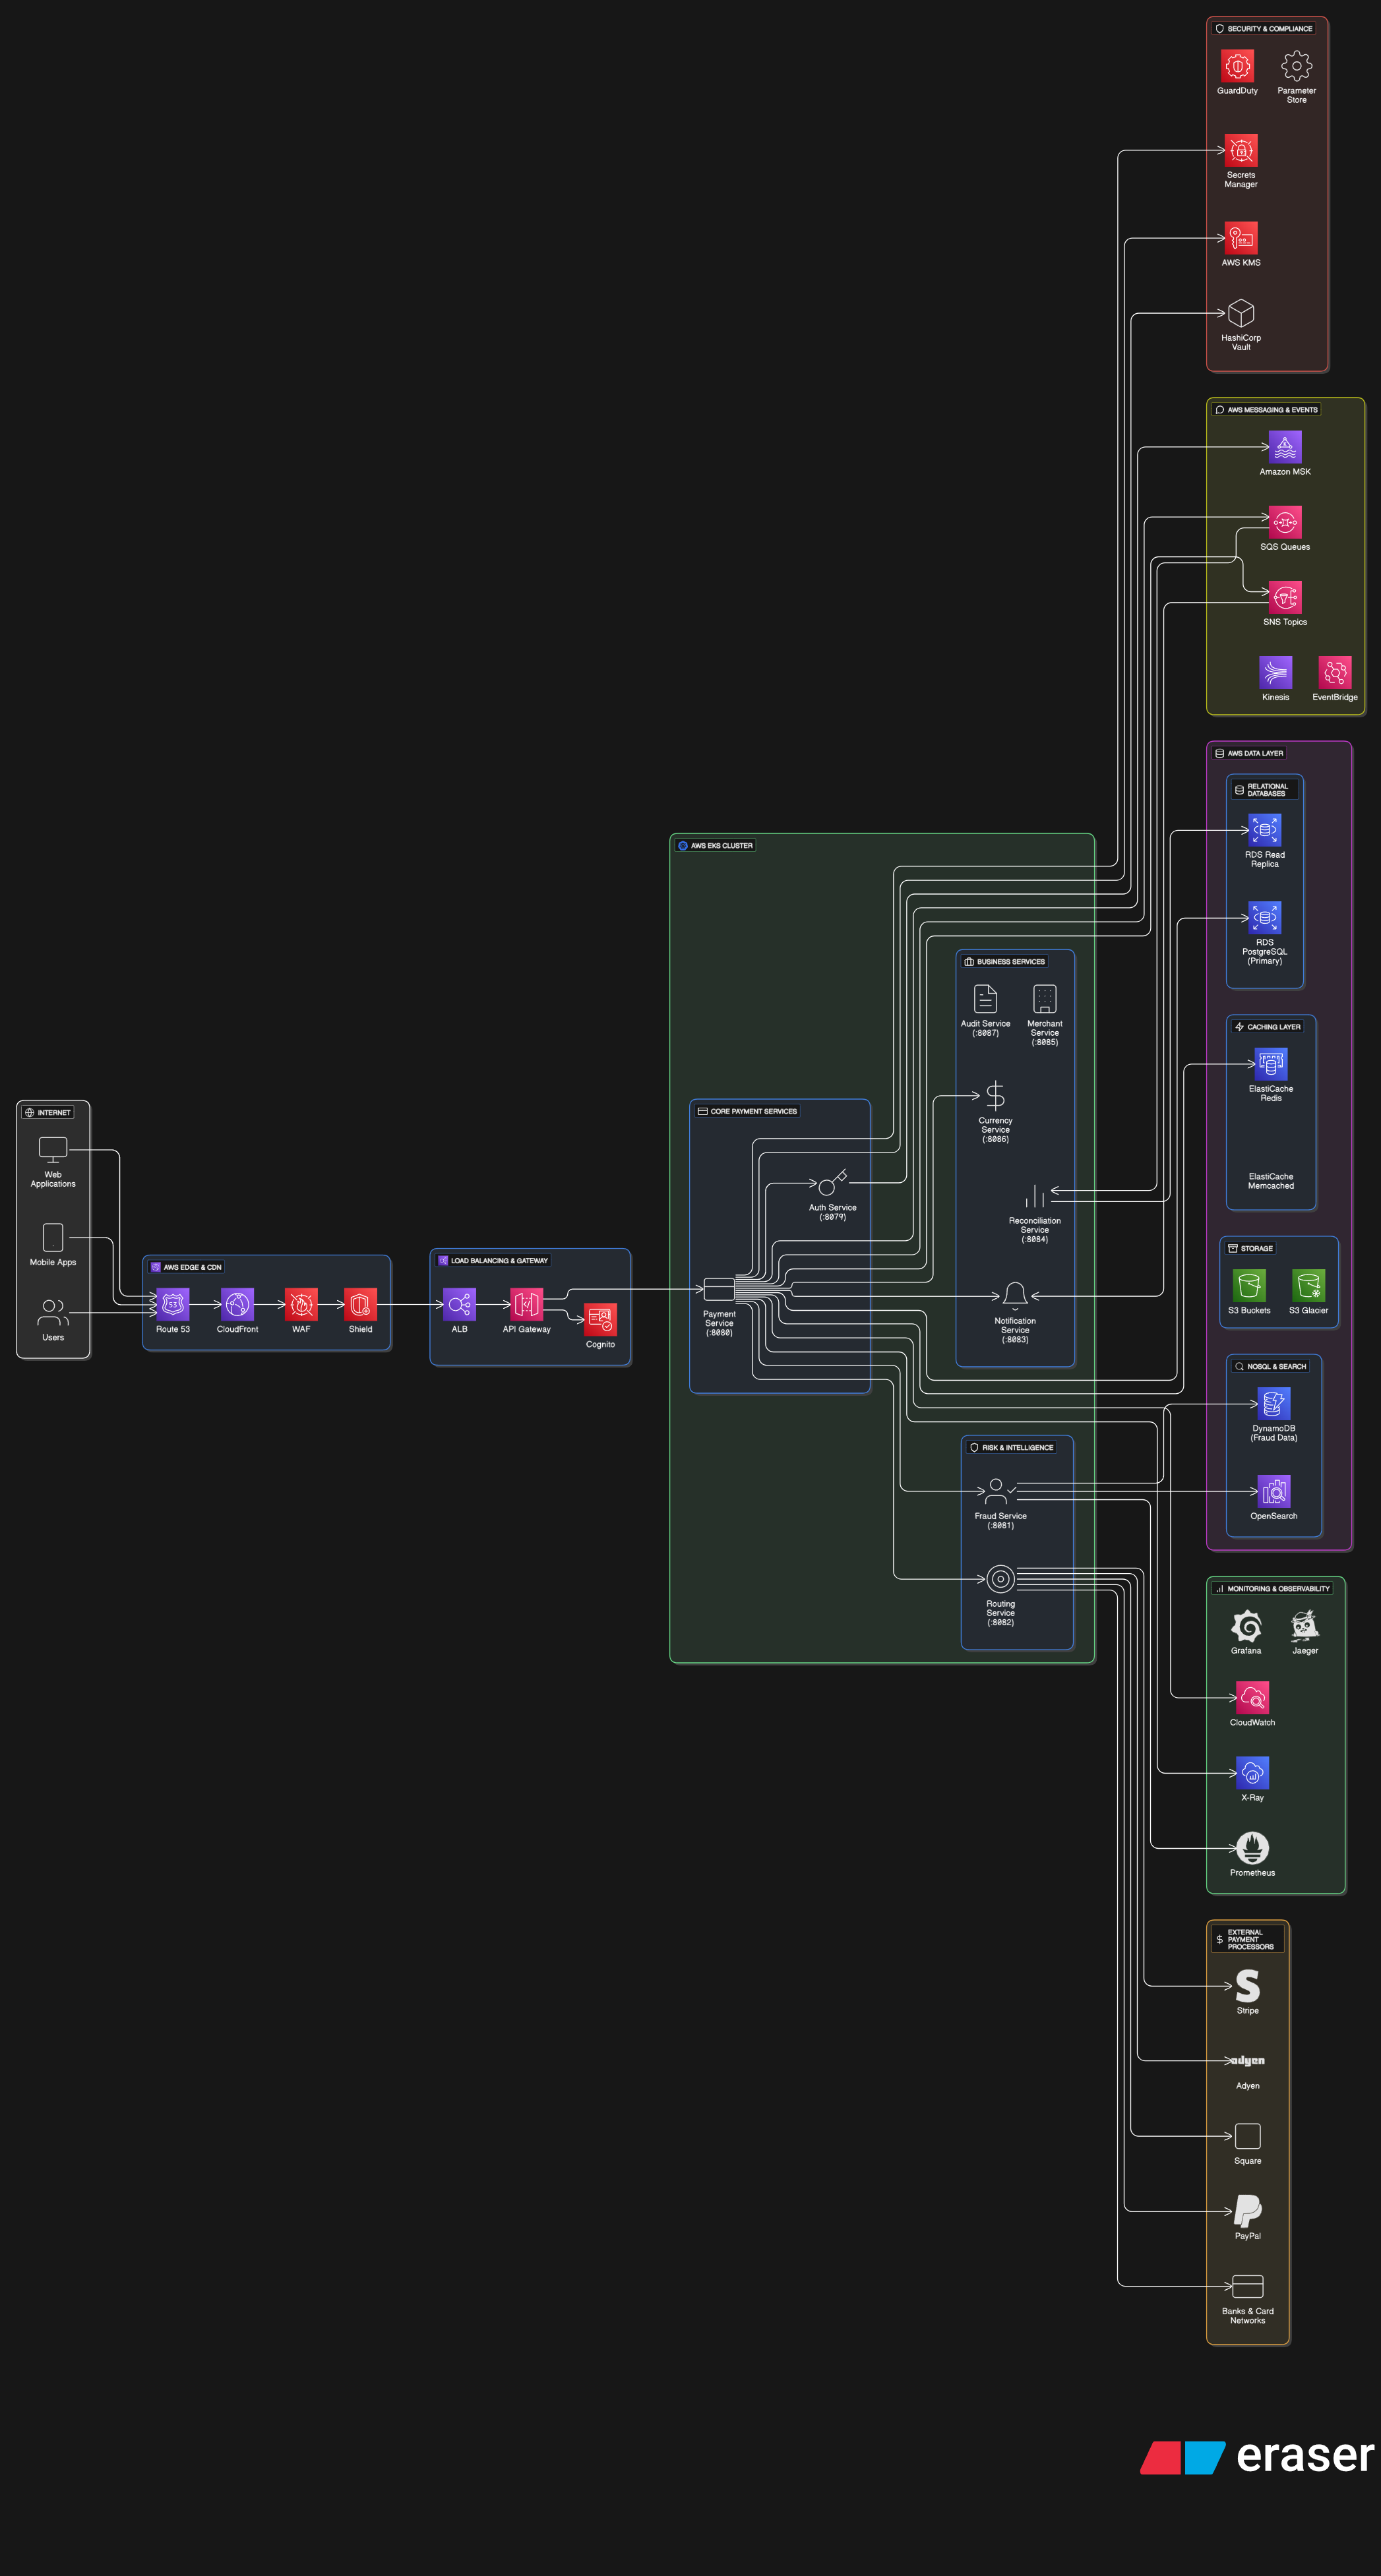 SECURITY & COMPLIANCE
GuardDuty
Parameter
Store
Secrets
Manager
AWS KMS
HashiCorp
Vault
AWS MESSAGING & EVENTS
Amazon MSK
SQS Queues
SNS Topics
Kinesis
EventBridge
AWS DATA LAYER
RELATIONAL
DATABASES
RDS Read
Replica
RDS
PostgreSQL
(Primary)
CACHING LAYER
ElastiCache
Redis
ElastiCache
Memcached
STORAGE
S3 Buckets
S3 Glacier
NOSQL & SEARCH
DynamoDB
(Fraud Data)
OpenSearch
AWS EKS CLUSTER
BUSINESS SERVICES
Audit Service
(:8087)
Merchant
Service
(:8085)
Currency
Service
(:8086)
Reconciliation
Service
(:8084)
Notification
Service
(:8083)
CORE PAYMENT SERVICES
Auth Service
(:8079)
Payment
Service
(:8080)
RISK & INTELLIGENCE
Fraud Service
(:8081)
Routing
Service
(:8082)
INTERNET
Web
Applications
Mobile Apps
Users
AWS EDGE & CDN
53
Route 53
CloudFront
WAF
Shield
LOAD BALANCING & GATEWAY
ALB
API Gateway
Cognito
MONITORING & OBSERVABILITY
Grafana
Jaeger
CloudWatch
X-Ray
Prometheus
EXTERNAL
PAYMENT
PROCESSORS
Stripe
adyen
Adyen
Square
PayPal
Banks & Card
Networks
eraser